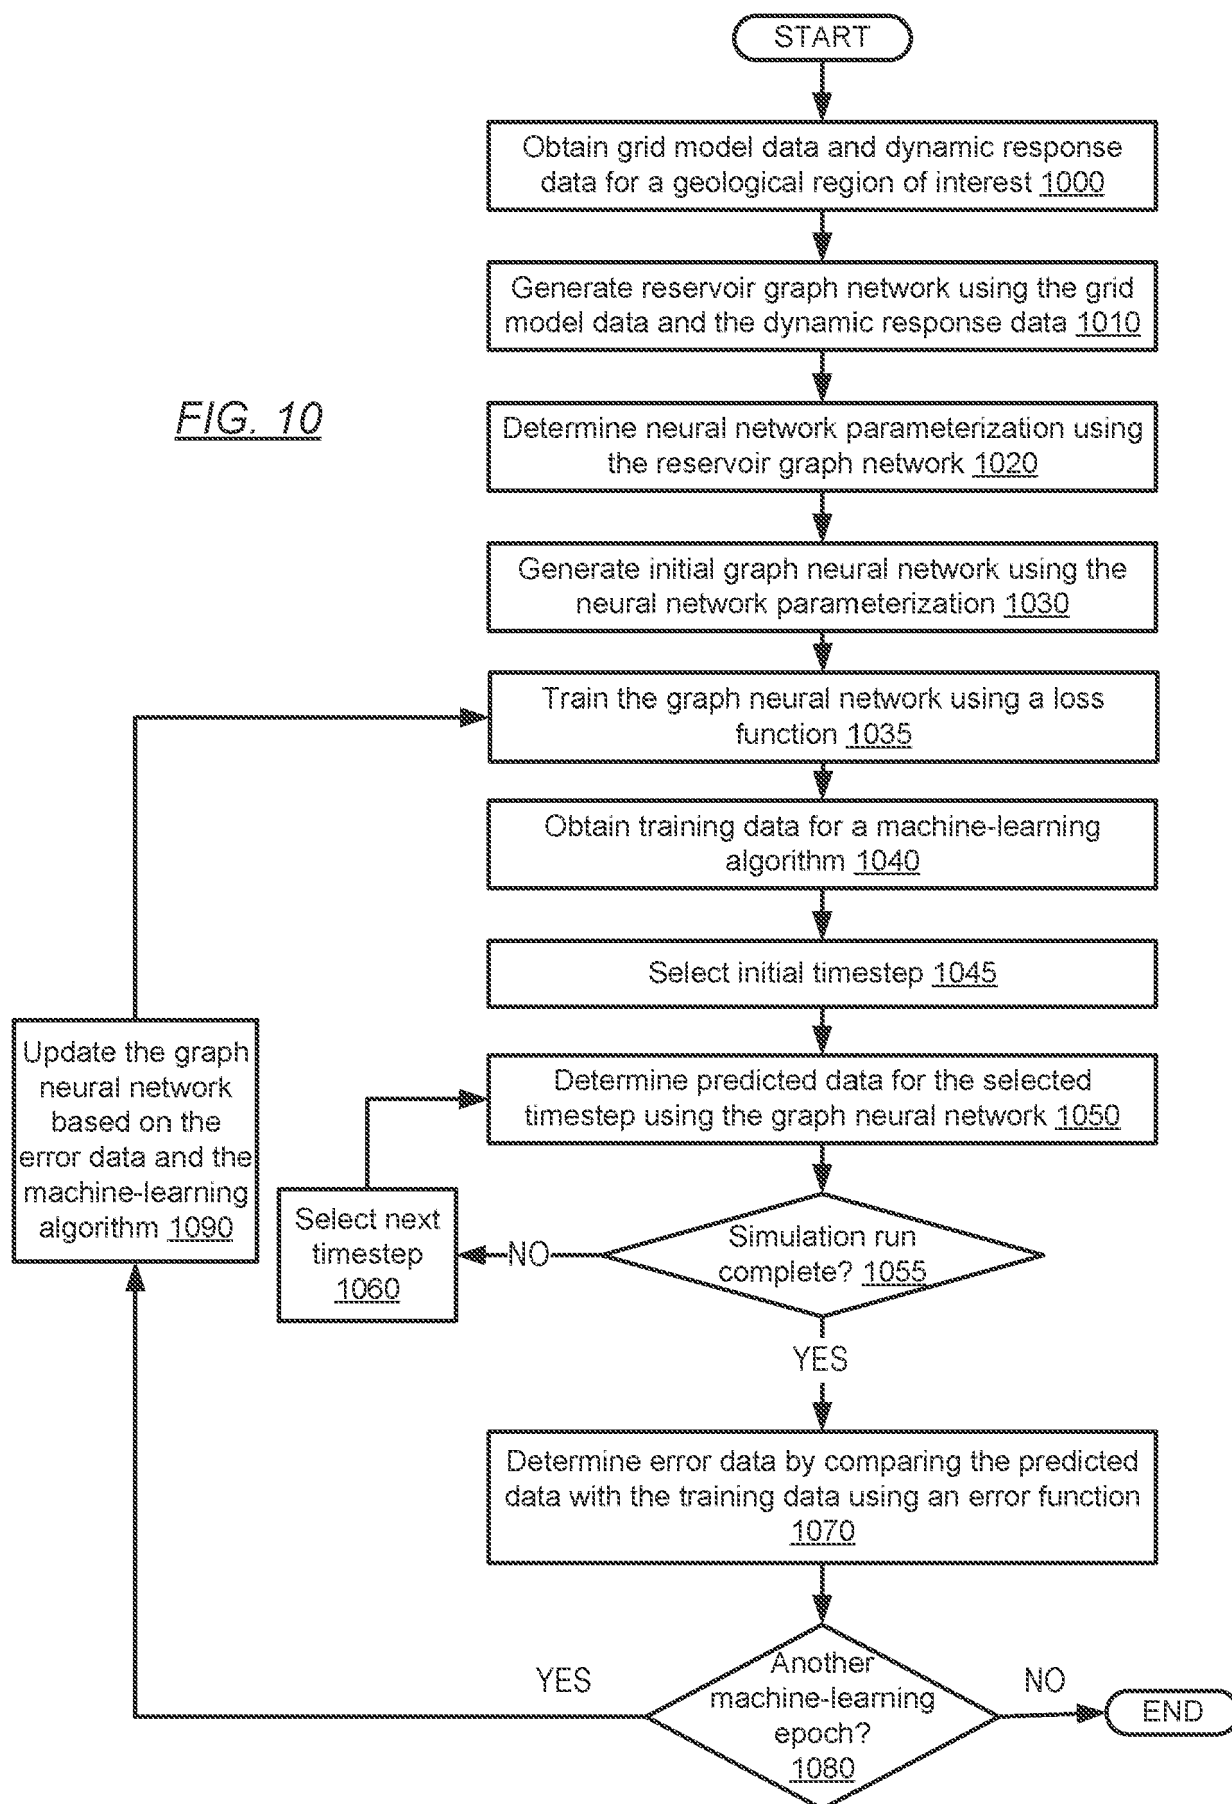 START
Obtain grid model data and dynamic response
data for a geological region of interest 1000
Generate reservoir graph network using the grid
model data and the dynamic response data 1010
FIG. 10
Determine neural network parameterization using
the reservoir graph network 1020
Generate initial graph neural network using the
neural network parameterization 1030
Train the graph neural network using a loss
function 1035
Obtain training data for a machine-learning
algorithm 1040
Select initial timestep 1045
Update the graph
neural network
based on the
error data and the
machine-learning
algorithm 1090
Determine predicted data for the selected
timestep using the graph neural network 1050
Select next
timestep
1060
NO
Simulation run
complete? 1055
YES
Determine error data by comparing the predicted
data with the training data using an error function
1070
YES
Another
machine-learning
epoch?
1080
NO
END